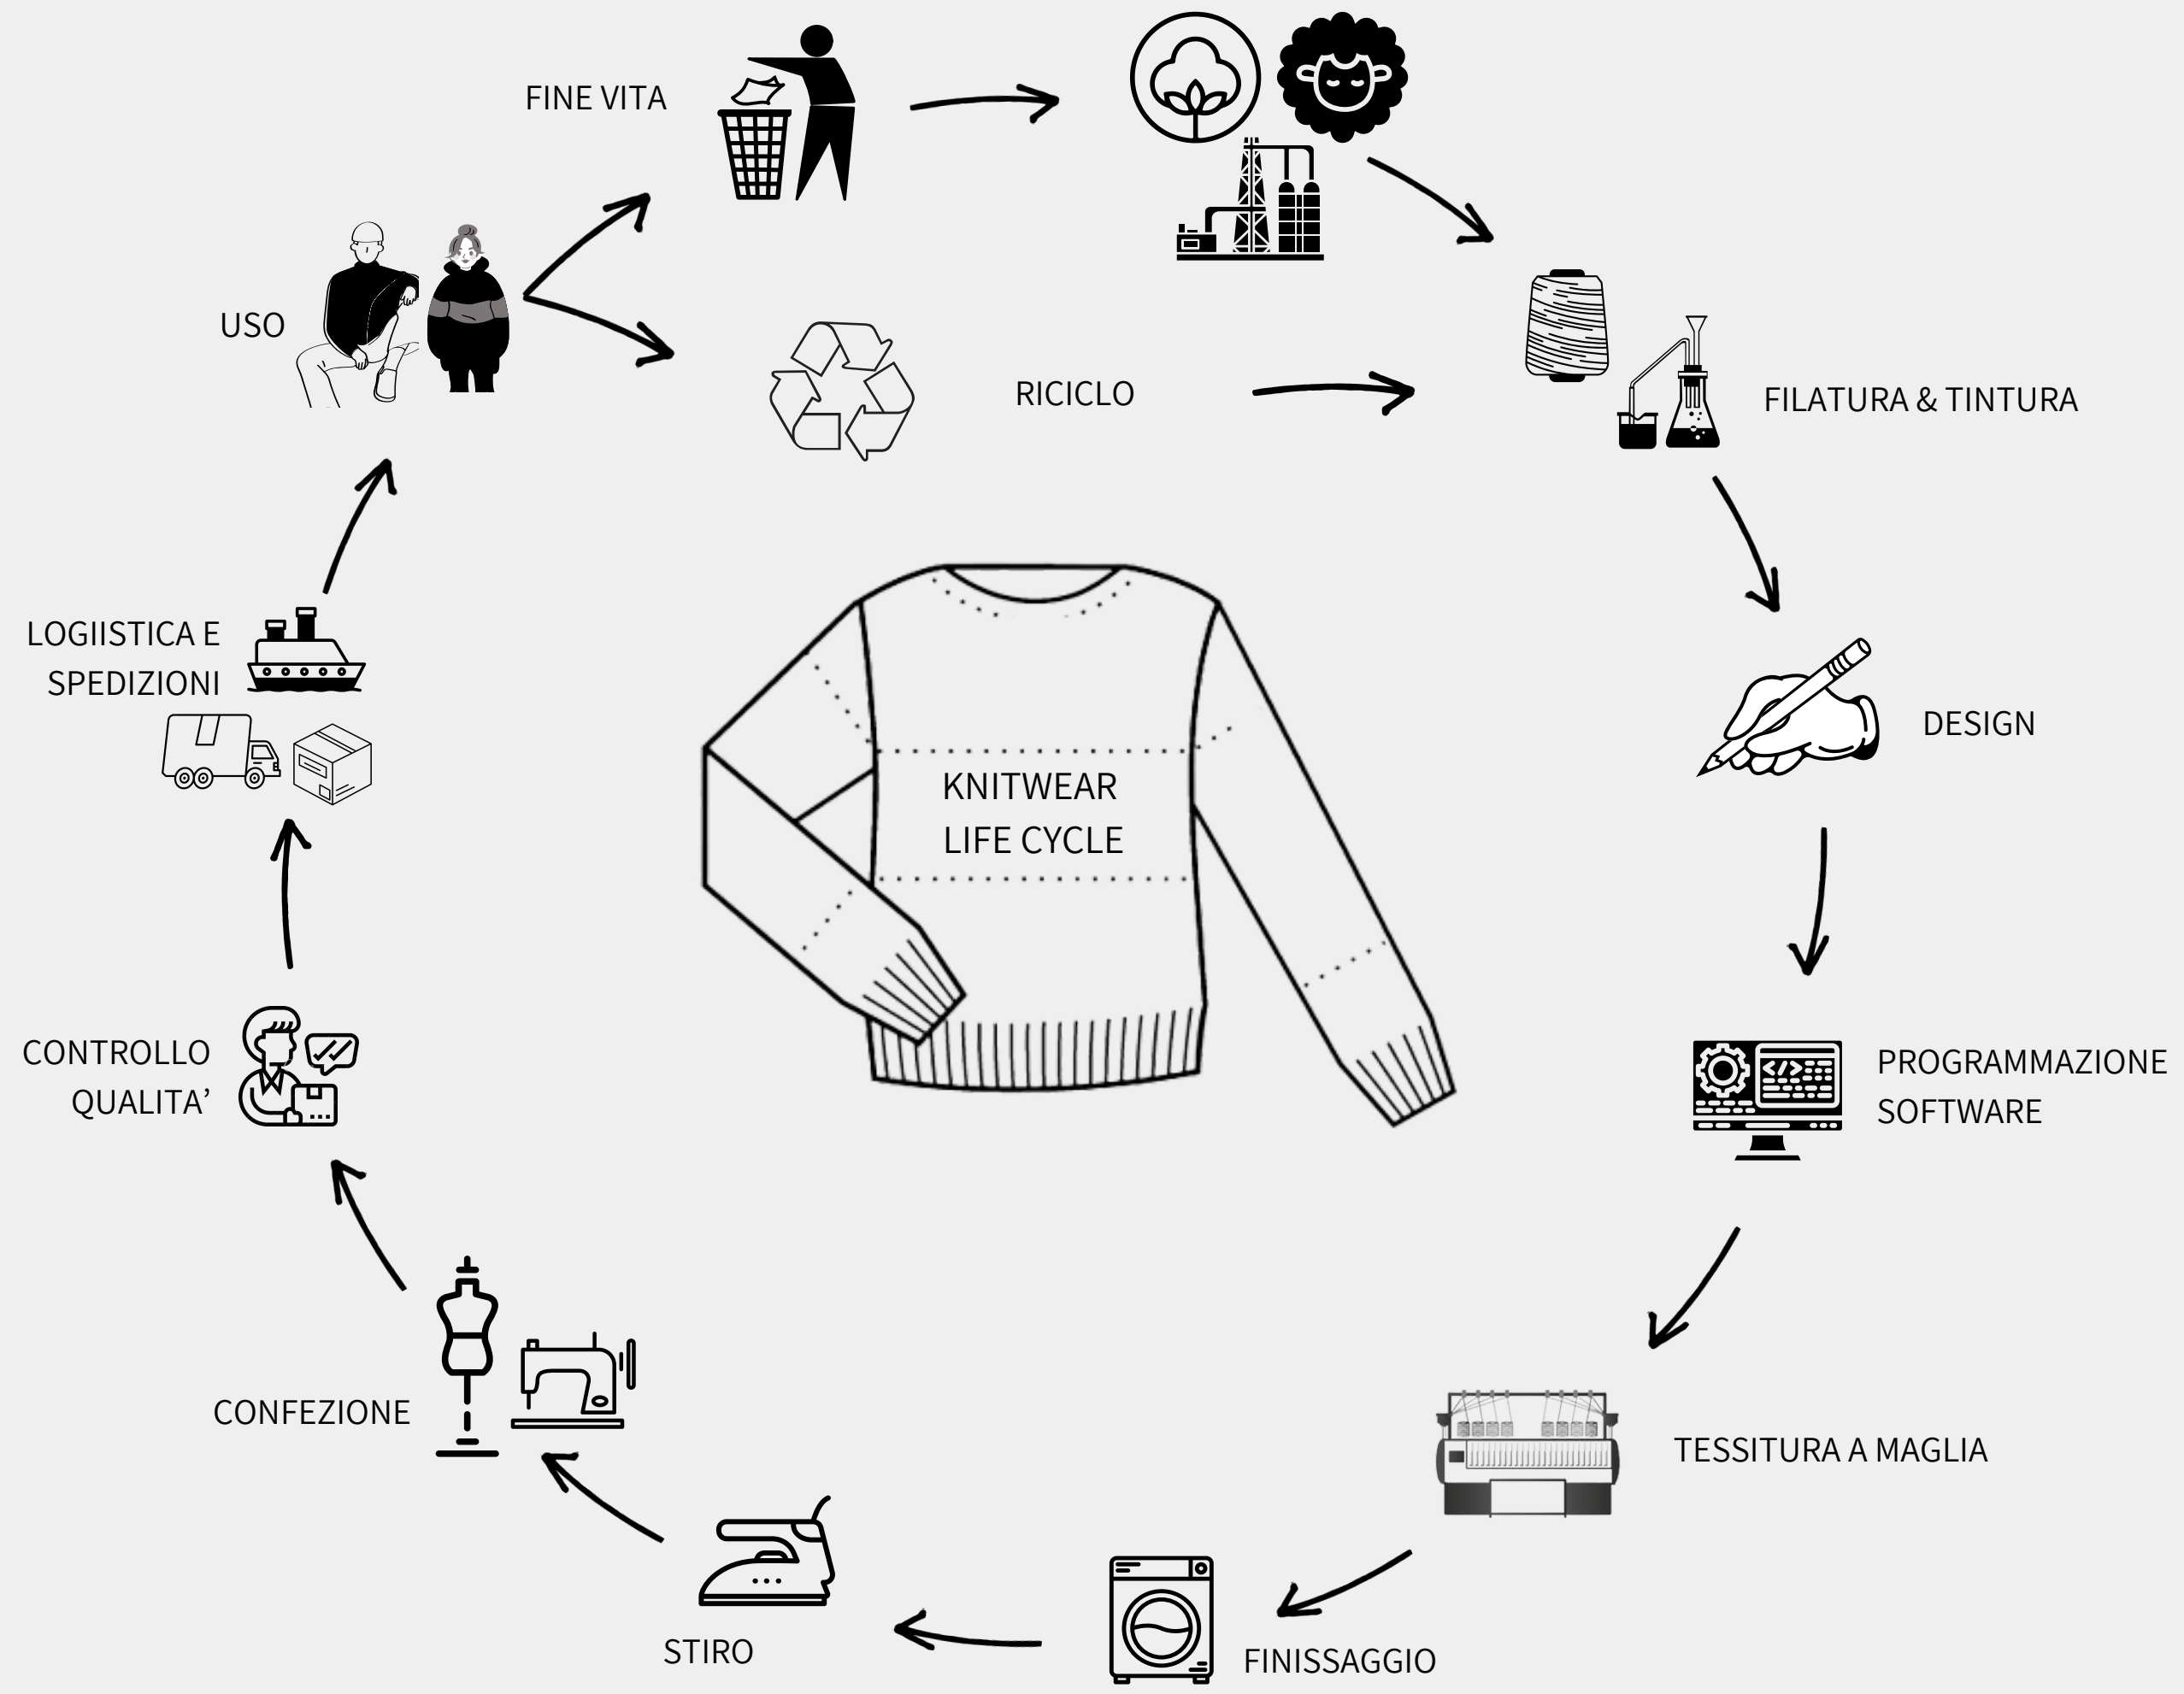 FINE VITA
USO
RICICLO
FILATURA & TINTURA
LOGIISTICA E
SPEDIZIONI
DESIGN
KNITWEAR
LIFE CYCLE
CONTROLLO
QUALITA’
PROGRAMMAZIONE
SOFTWARE
CONFEZIONE
TESSITURA A MAGLIA
STIRO
FINISSAGGIO